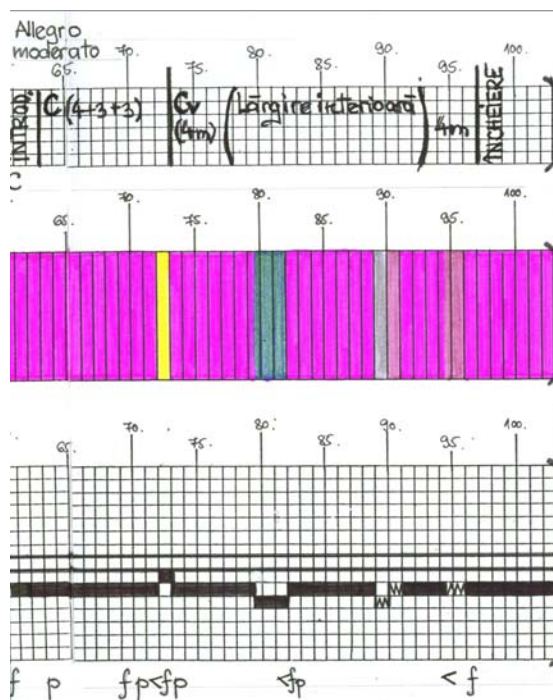 Allegro
moderato
65. 70. 75. 80. 85. 90. 95. 100.
INTROD. C (4-3+3) Cv (4m) (Lărgire interioară) 4m ÎNCHEIERE
65. 70. 75. 80. 85. 90. 95. 100.
65. 70. 75. 80. 85. 90. 95. 100.
f p fp<fp <fp < f